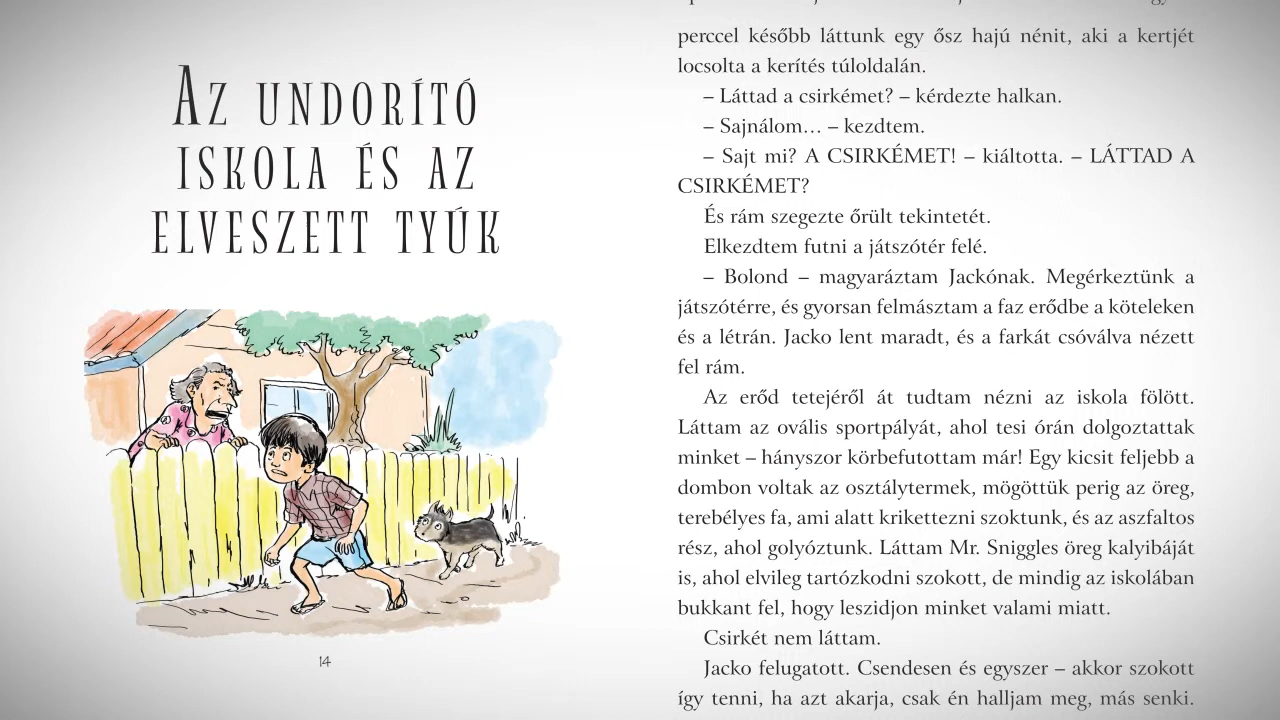 AZ UNDORÍTÓ
ISKOLA ÉS AZ
ELVESZETT TYÚK
14
perccel később láttunk egy ősz hajú nénit, aki a kertjét
locsolta a kerítés túloldalán.
– Láttad a csirkémet? – kérdezte halkan.
– Sajnálom… – kezdtem.
– Sajt mi? A CSIRKÉMET! – kiáltotta. – LÁTTAD A
CSIRKÉMET?
És rám szegezte őrült tekintetét.
Elkezdtem futni a játszótér felé.
– Bolond – magyaráztam Jackónak. Megérkeztünk a
játszótérre, és gyorsan felmásztam a faz erődbe a köteleken
és a létrán. Jacko lent maradt, és a farkát csóválva nézett
fel rám.
Az erőd tetejéről át tudtam nézni az iskola fölött.
Láttam az ovális sportpályát, ahol tesi órán dolgoztattak
minket – hányszor körbefutottam már! Egy kicsit feljebb a
dombon voltak az osztálytermek, mögöttük perig az öreg,
terebélyes fa, ami alatt krikettezni szoktunk, és az aszfaltos
rész, ahol golyóztunk. Láttam Mr. Sniggles öreg kalyibáját
is, ahol elvileg tartózkodni szokott, de mindig az iskolában
bukkant fel, hogy leszidjon minket valami miatt.
Csirkét nem láttam.
Jacko felugatott. Csendesen és egyszer – akkor szokott
így tenni, ha azt akarja, csak én halljam meg, más senki.